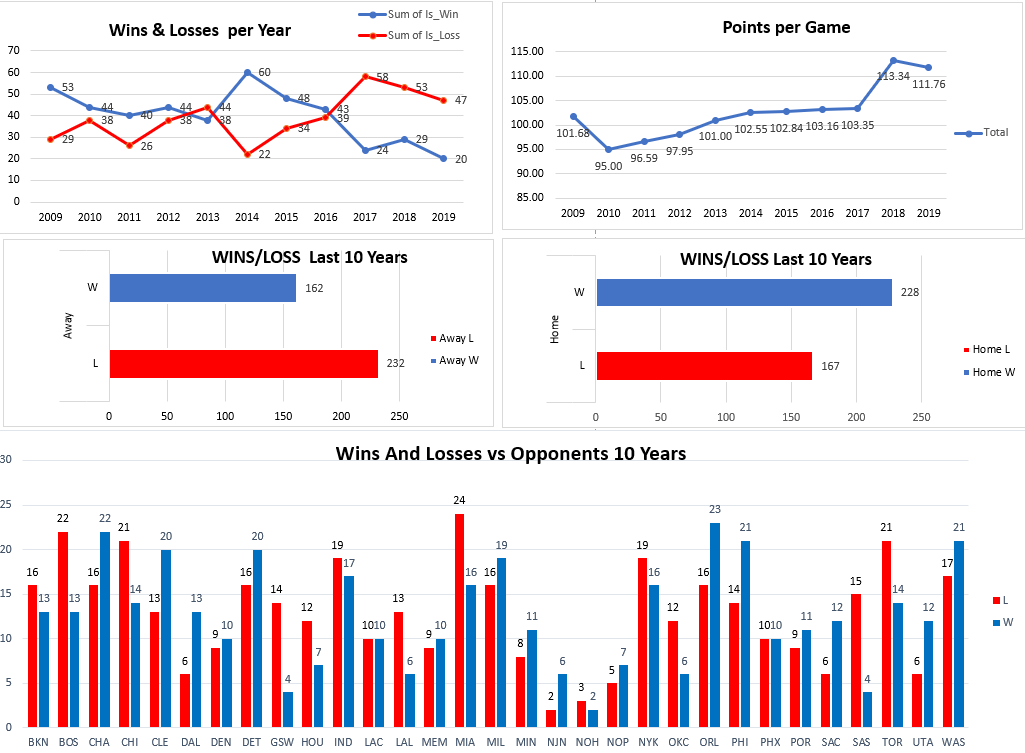 Wins & Losses per Year
Sum of Is_Win
Sum of Is_Loss
70
60
50
40
30
20
10
0
53 44 40 44 38 60 48 43 24 29 20
29 38 26 38 44 22 34 39 58 53 47
2009 2010 2011 2012 2013 2014 2015 2016 2017 2018 2019
Points per Game
115.00
110.00
105.00
100.00
95.00
90.00
85.00
101.68 95.00 96.59 97.95 101.00 102.55 102.84 103.16 103.35 113.34 111.76
Total
2009 2010 2011 2012 2013 2014 2015 2016 2017 2018 2019
WINS/LOSS Last 10 Years
Away
W 162
L 232
Away L
Away W
0 50 100 150 200 250
WINS/LOSS Last 10 Years
Home
W 228
L 167
Home L
Home W
0 50 100 150 200 250
Wins And Losses vs Opponents 10 Years
30
25
20
15
10
5
0
16 13 22 13 16 22 21 14 13 20 6 13 9 10 16 20 14 4 12 7 19 17 10 10 13 6 9 10 24 16 16 19 8 11 2 6 3 2 5 7 19 16 12 6 16 23 14 21 10 10 9 11 6 12 15 4 21 14 6 12 17 21
L
W
BKN BOS CHA CHI CLE DAL DEN DET GSW HOU IND LAC LAL MEM MIA MIL MIN NJN NOH NOP NYK OKC ORL PHI PHX POR SAC SAS TOR UTA WAS